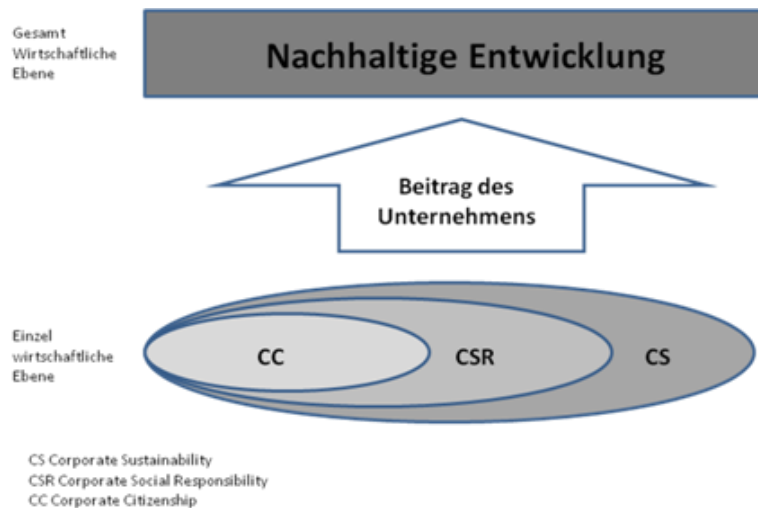 Gesamt
Wirtschaftliche
Ebene
Nachhaltige Entwicklung
Beitrag des
Unternehmens
Einzel
wirtschaftliche
Ebene
CC
CSR
CS
CS Corporate Sustainability
CSR Corporate Social Responsibility
CC Corporate Citizenship